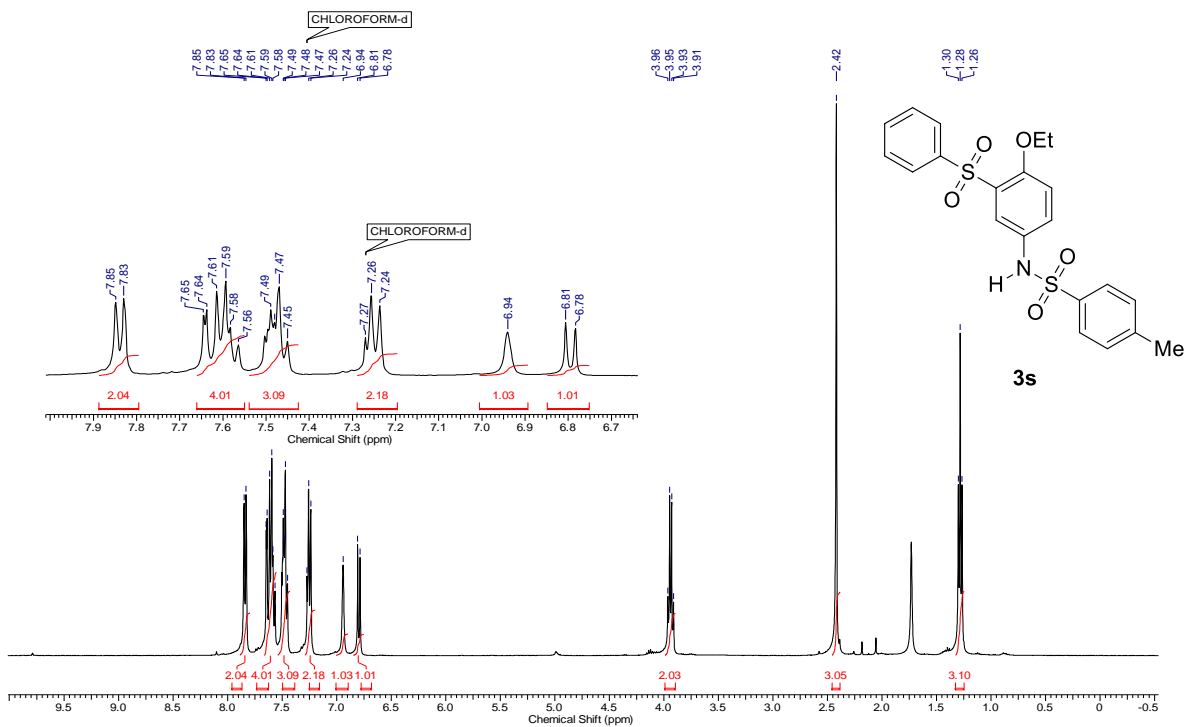 CHLOROFORM-d
7.85 7.83 7.65 7.64 7.61 7.59 7.58 7.49 7.48 7.47 7.26 7.24 6.94 6.81 6.78 3.96 3.95 3.93 3.91 2.42 1.30 1.28 1.26
O Et
O
S
O
CHLOROFORM-d
7.85 7.83 7.65 7.64 7.61 7.59 7.58 7.56 7.49 7.47 7.45 7.27 7.26 7.24 6.94 6.81 6.78
N
H
O
S
O
Me
3s
2.04 4.01 3.09 2.18 1.03 1.01
7.9 7.8 7.7 7.6 7.5 7.4 7.3 7.2 7.1 7.0 6.9 6.8 6.7
Chemical Shift (ppm)
2.04 4.01 3.09 2.18 1.03 1.01 2.03 3.05 3.10
9.5 9.0 8.5 8.0 7.5 7.0 6.5 6.0 5.5 5.0 4.5 4.0 3.5 3.0 2.5 2.0 1.5 1.0 0.5 0 -0.5
Chemical Shift (ppm)